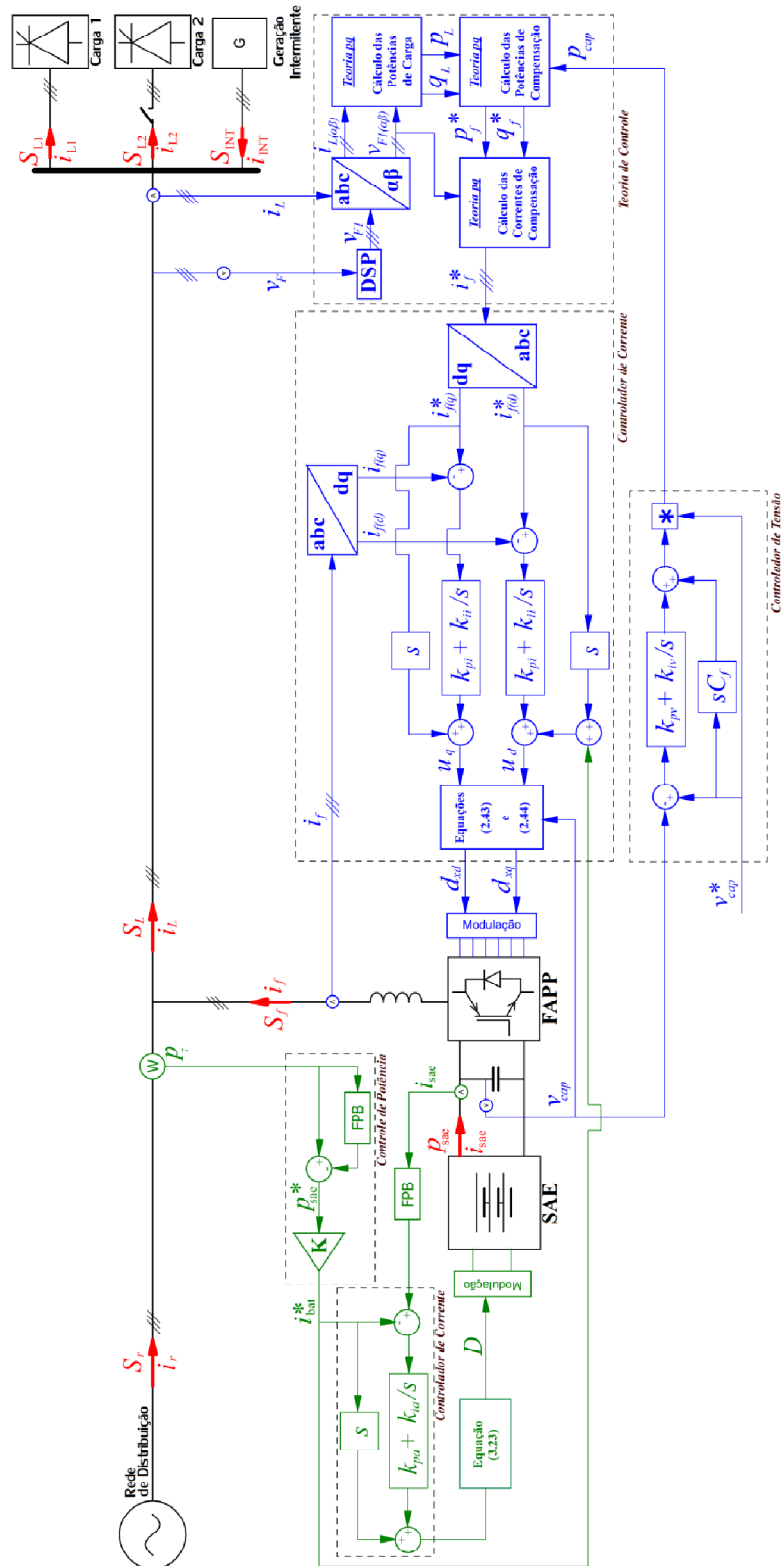 Rede
de Distribuição
S_r
i_r
W
p_r
S_L
i_L
S_f
i_f
A
S_L1
i_L1
S_L2
i_L2
S_INT
i_INT
Carga 1
Carga 2
G
Geração
Intermitente
A
V
i_L
v_F
DSP
v_F1
abc
αβ
i_L(αβ)
v_F1(αβ)
Teoria pq
Cálculo das
Potências
de Carga
p_L
q_L
Teoria pq
Cálculo das
Potências de
Compensação
p_cap
p_f*
q_f*
Teoria pq
Cálculo das
Correntes de
Compensação
Teoria de Controle
i_f*
dq
abc
i*_f(q)
i*_f(d)
abc
dq
i_f(q)
i_f(d)
i_f
s
k_pi + k_ii/s
k_pi + k_ii/s
s
u_q
u_d
Equações
(2.43)
e
(2.44)
Controlador de Corrente
d_xd
d_xq
Modulação
FAPP
FPB
Controle de Potência
p*_sae
K
i*_bat
i_sae
A
FPB
V
p_sae
i_sae
v_cap
SAE
Modulação
D
Equação
(3.23)
s
k_pa + k_ia/s
Controlador de Corrente
v*_cap
k_pv + k_iv/s
sC_f
*
Controlador de Tensão